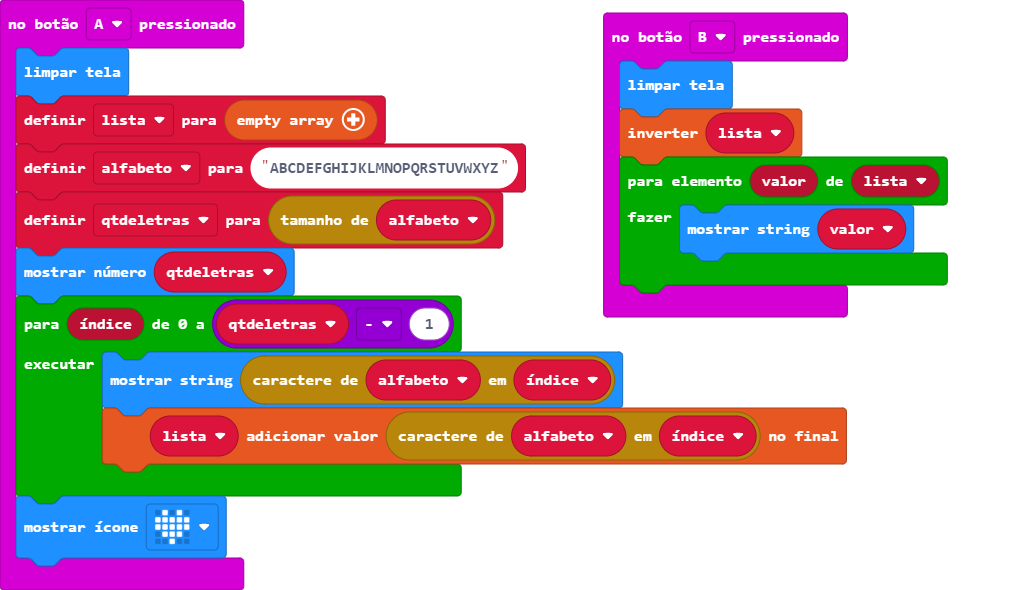 no botão A pressionado
limpar tela
definir lista para empty array
definir alfabeto para "ABCDEFGHIJKLMNOPQRSTUVWXYZ"
definir qtdeletras para tamanho de alfabeto
mostrar número qtdeletras
para índice de 0 a qtdeletras - 1
executar
mostrar string caractere de alfabeto em índice
lista adicionar valor caractere de alfabeto em índice no final
mostrar ícone
no botão B pressionado
limpar tela
inverter lista
para elemento valor de lista
fazer
mostrar string valor